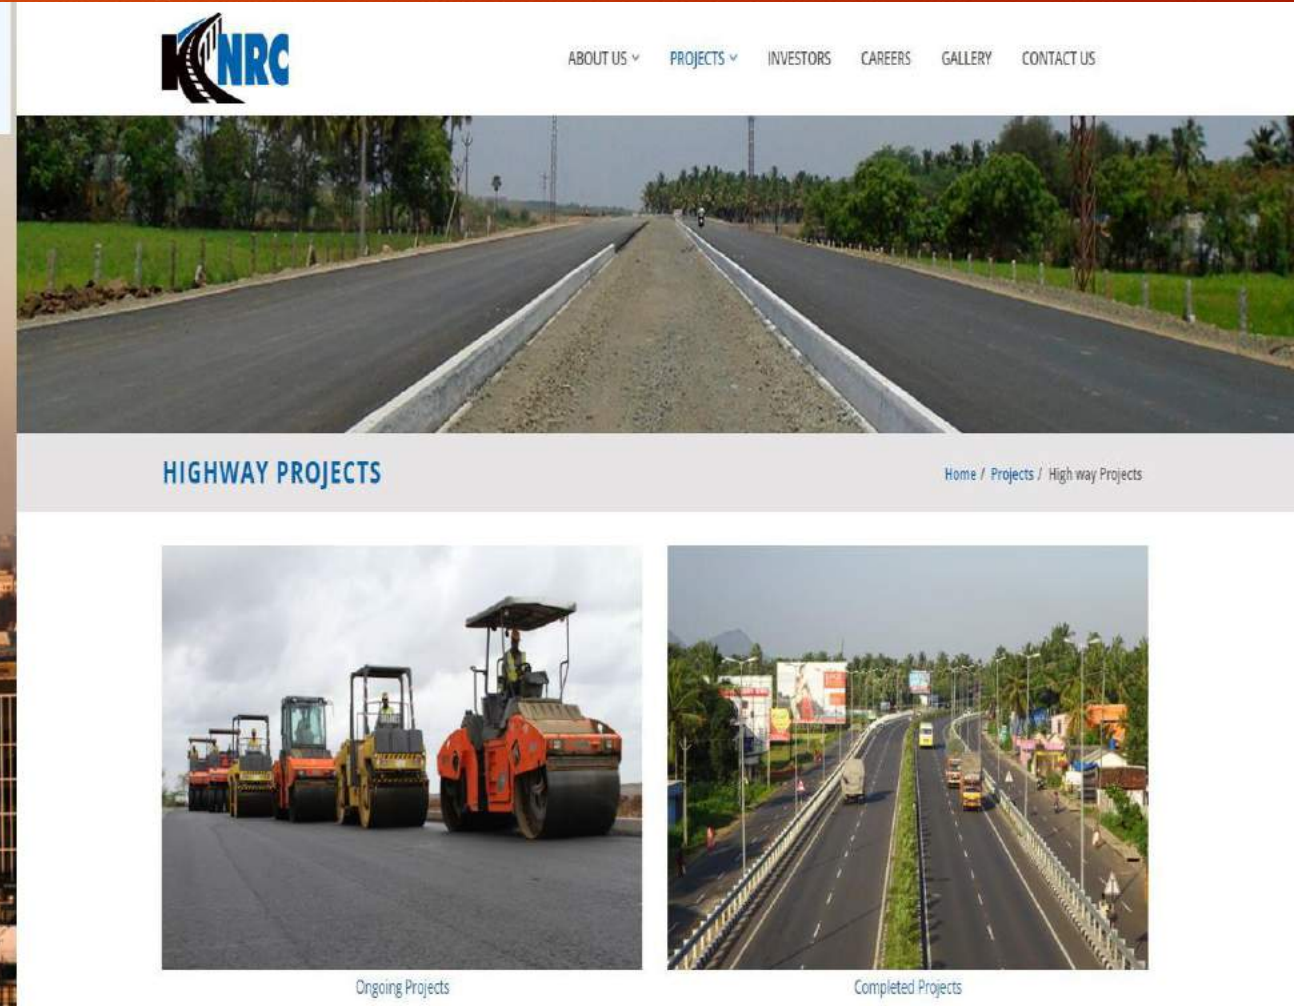 KNRC
ABOUT US
PROJECTS
INVESTORS
CAREERS
GALLERY
CONTACT US
HIGHWAY PROJECTS
Home / Projects / High way Projects
Ongoing Projects
Completed Projects